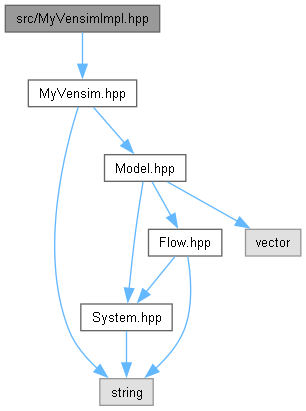 src/MyVensimImpl.hpp
MyVensim.hpp
Model.hpp
Flow.hpp
vector
System.hpp
string